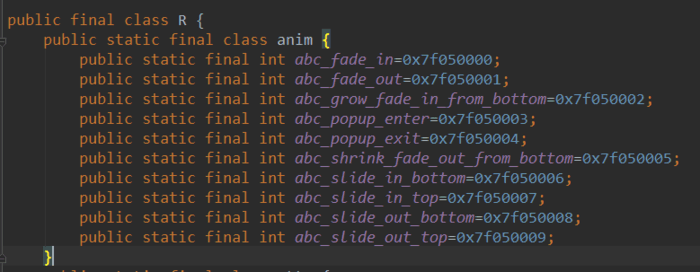 public final class R {
public static final class anim {
public static final int abc_fade_in=0x7f050000;
public static final int abc_fade_out=0x7f050001;
public static final int abc_grow_fade_in_from_bottom=0x7f050002;
public static final int abc_popup_enter=0x7f050003;
public static final int abc_popup_exit=0x7f050004;
public static final int abc_shrink_fade_out_from_bottom=0x7f050005;
public static final int abc_slide_in_bottom=0x7f050006;
public static final int abc_slide_in_top=0x7f050007;
public static final int abc_slide_out_bottom=0x7f050008;
public static final int abc_slide_out_top=0x7f050009;
}